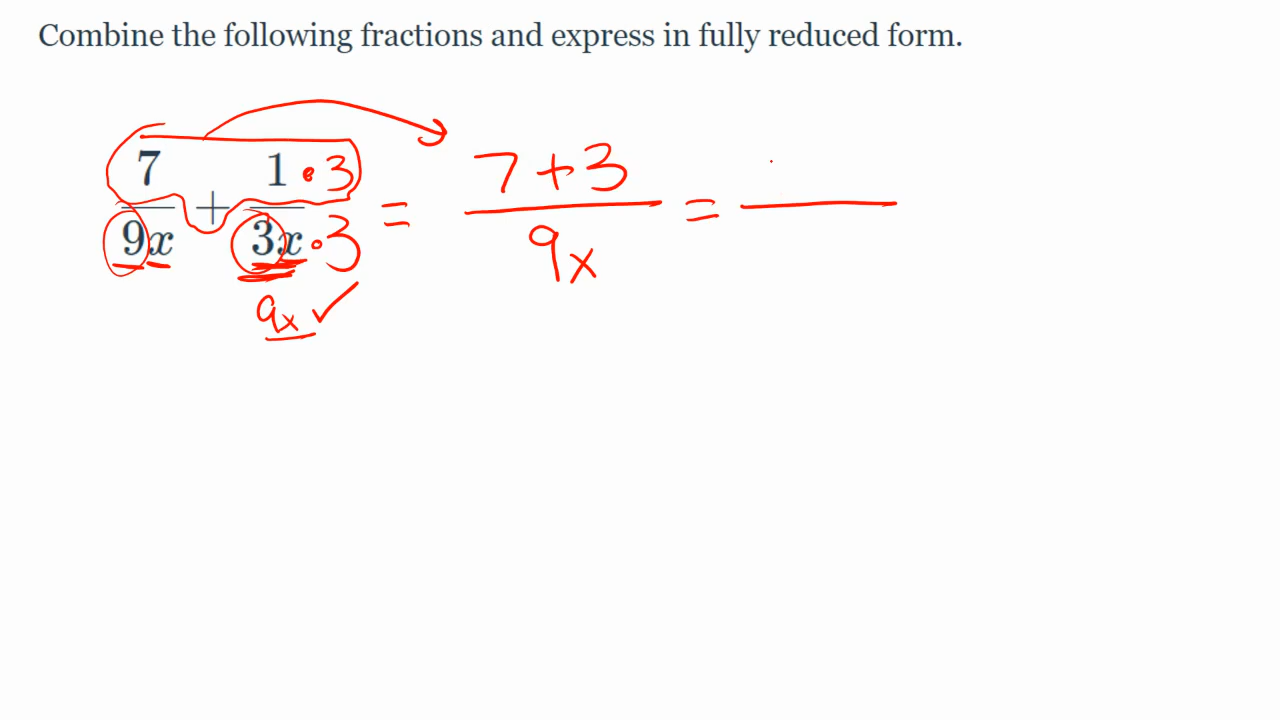 Combine the following fractions and express in fully reduced form.
7/9x + 1·3/3x·3 = 7+3/9x =
9x ✓